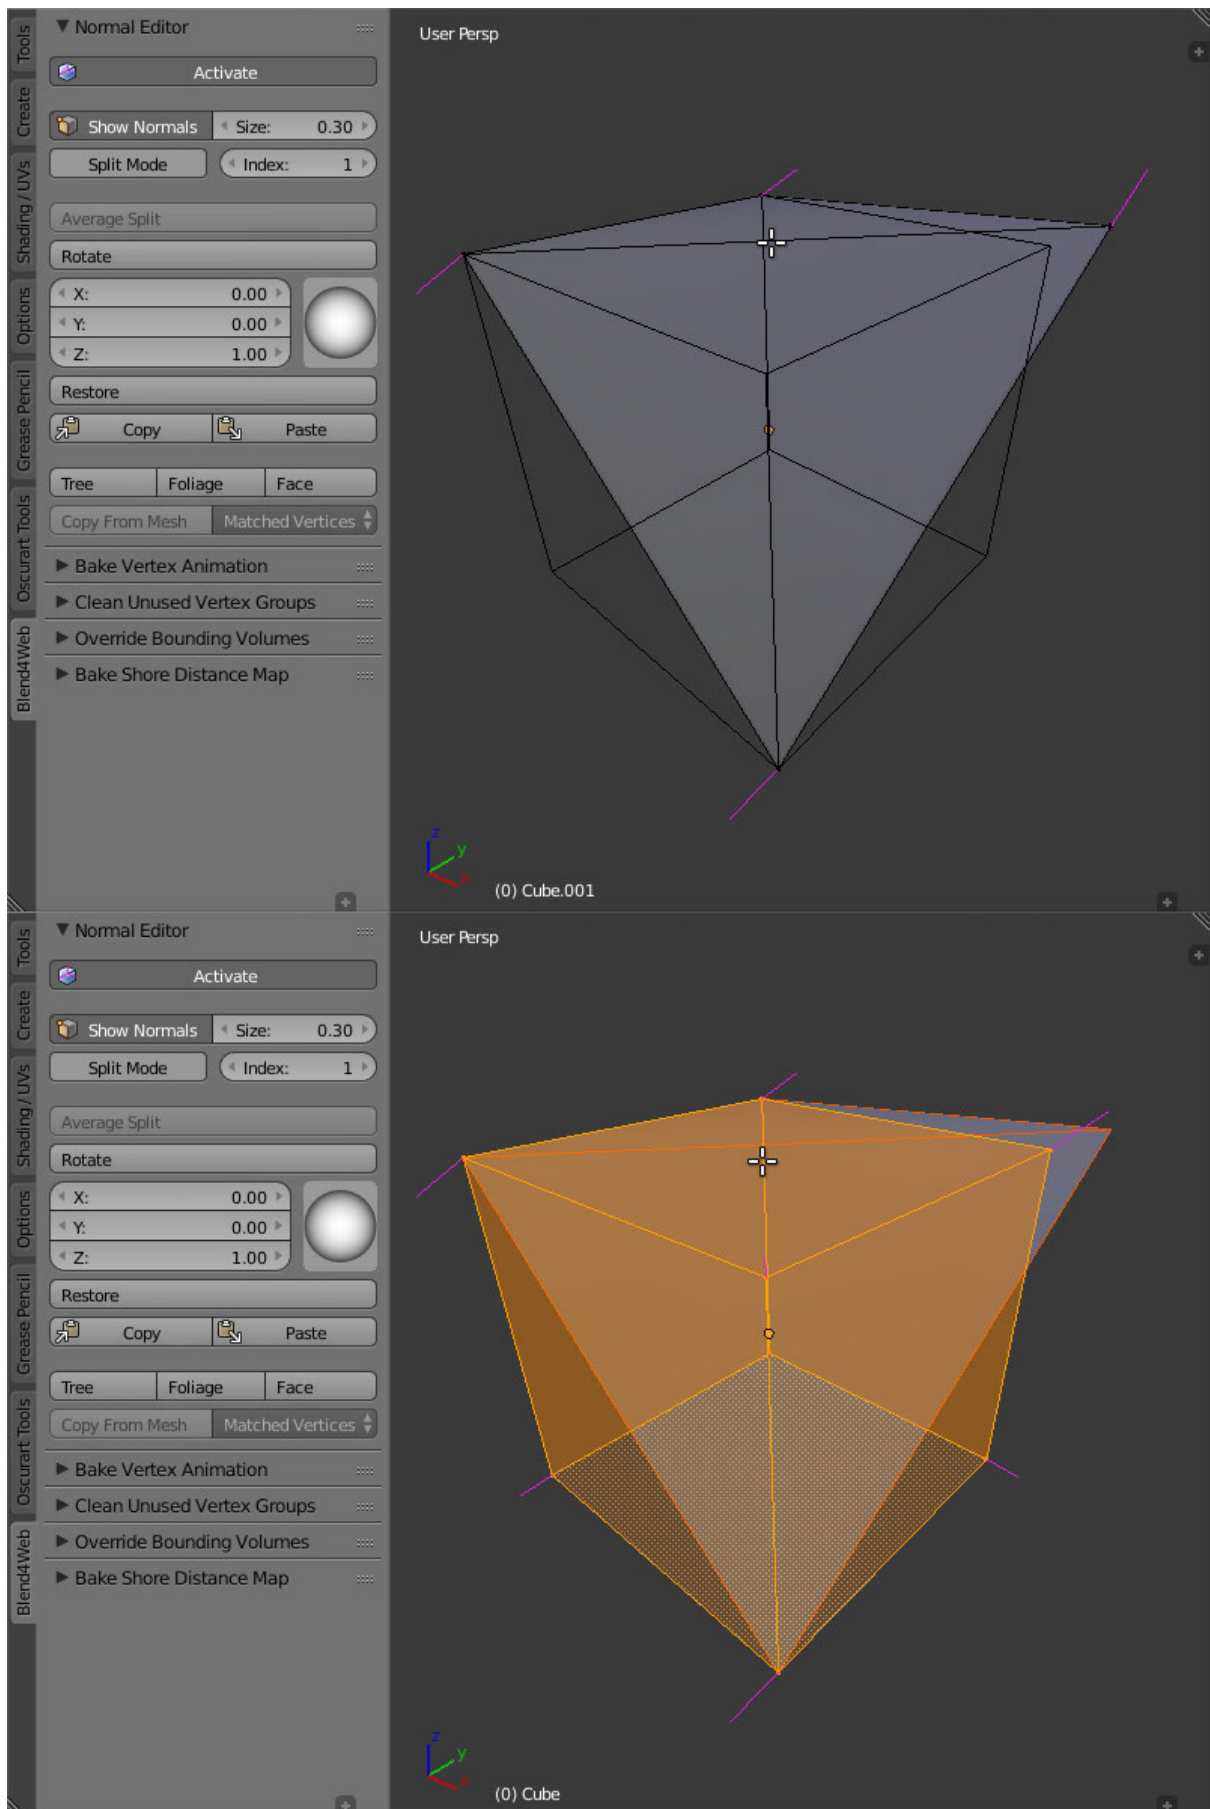 Tools
Create
Shading / UVs
Options
Grease Pencil
Oscurart Tools
Blend4Web
▼ Normal Editor
Activate
Show Normals Size: 0.30
Split Mode Index: 1
Average Split
Rotate
X: 0.00
Y: 0.00
Z: 1.00
Restore
Copy Paste
Tree Foliage Face
Copy From Mesh Matched Vertices
▶ Bake Vertex Animation
▶ Clean Unused Vertex Groups
▶ Override Bounding Volumes
▶ Bake Shore Distance Map
User Persp
z
y
x
(0) Cube.001
Tools
Create
Shading / UVs
Options
Grease Pencil
Oscurart Tools
Blend4Web
▼ Normal Editor
Activate
Show Normals Size: 0.30
Split Mode Index: 1
Average Split
Rotate
X: 0.00
Y: 0.00
Z: 1.00
Restore
Copy Paste
Tree Foliage Face
Copy From Mesh Matched Vertices
▶ Bake Vertex Animation
▶ Clean Unused Vertex Groups
▶ Override Bounding Volumes
▶ Bake Shore Distance Map
User Persp
z
y
x
(0) Cube